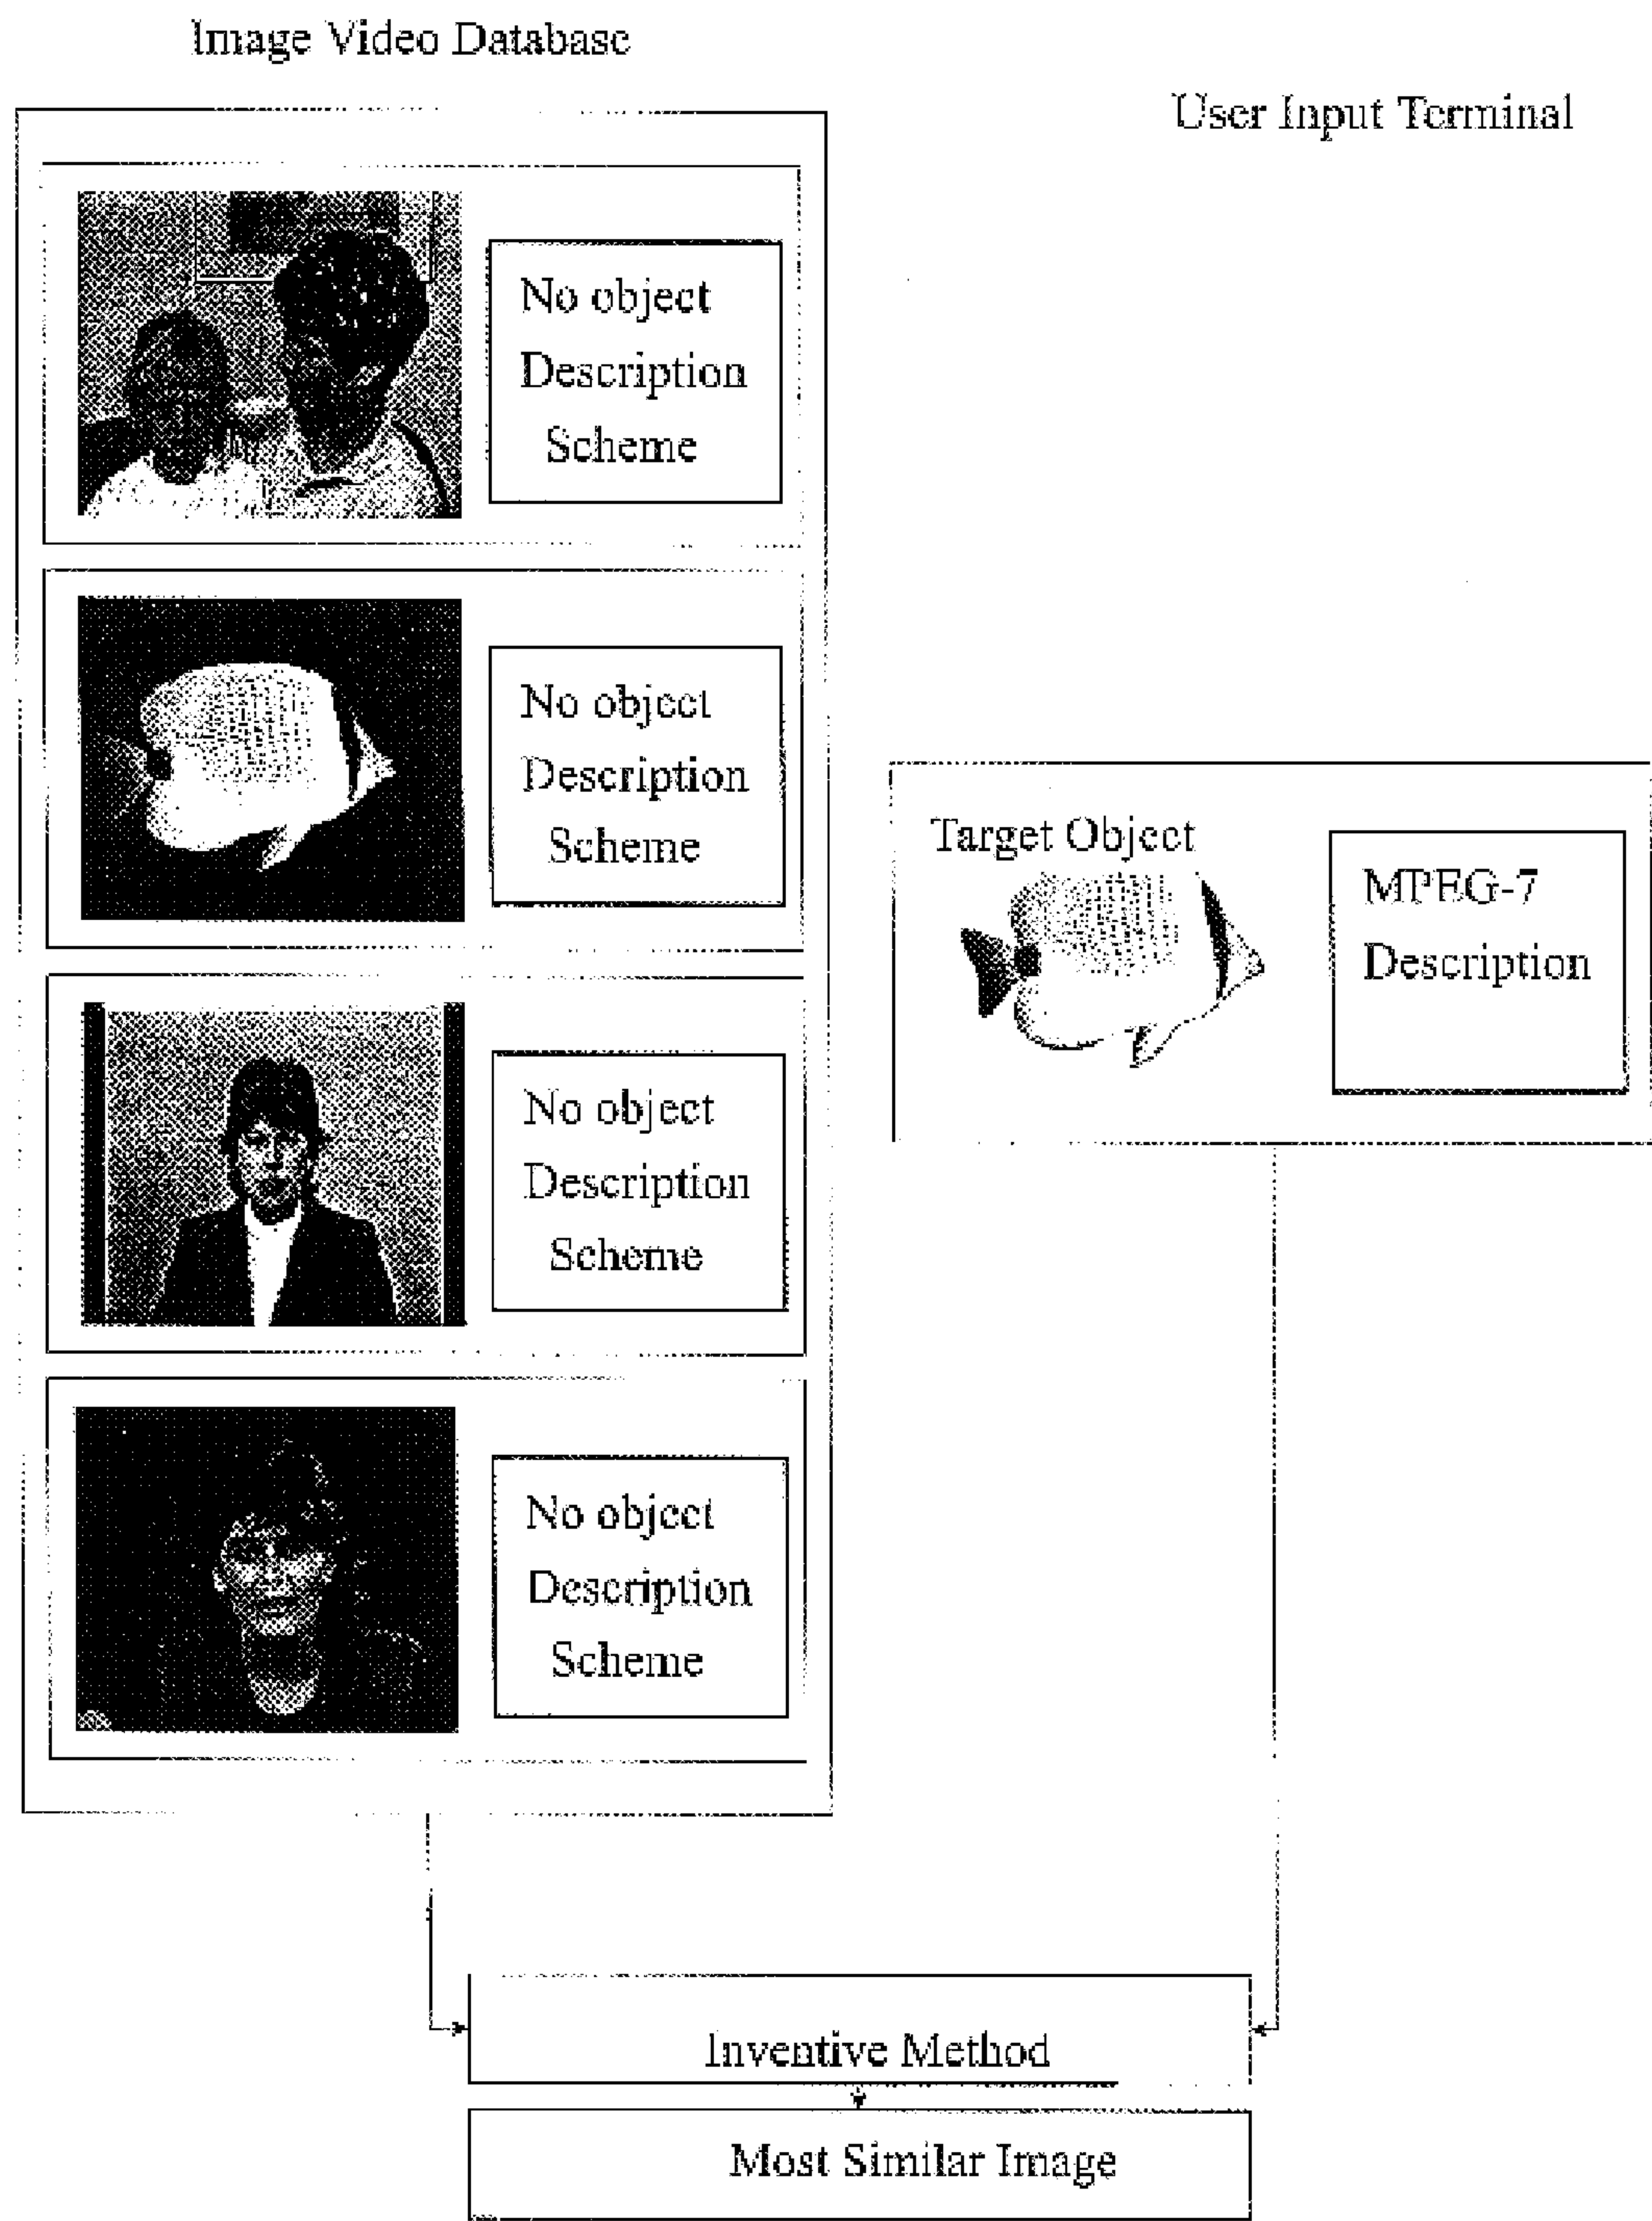 Image Video Database
User Input Terminal
No object
Description
Scheme
No object
Description
Scheme
Target Object
MPEG-7
Description
No object
Description
Scheme
No object
Description
Scheme
Inventive Method
Most Similar Image